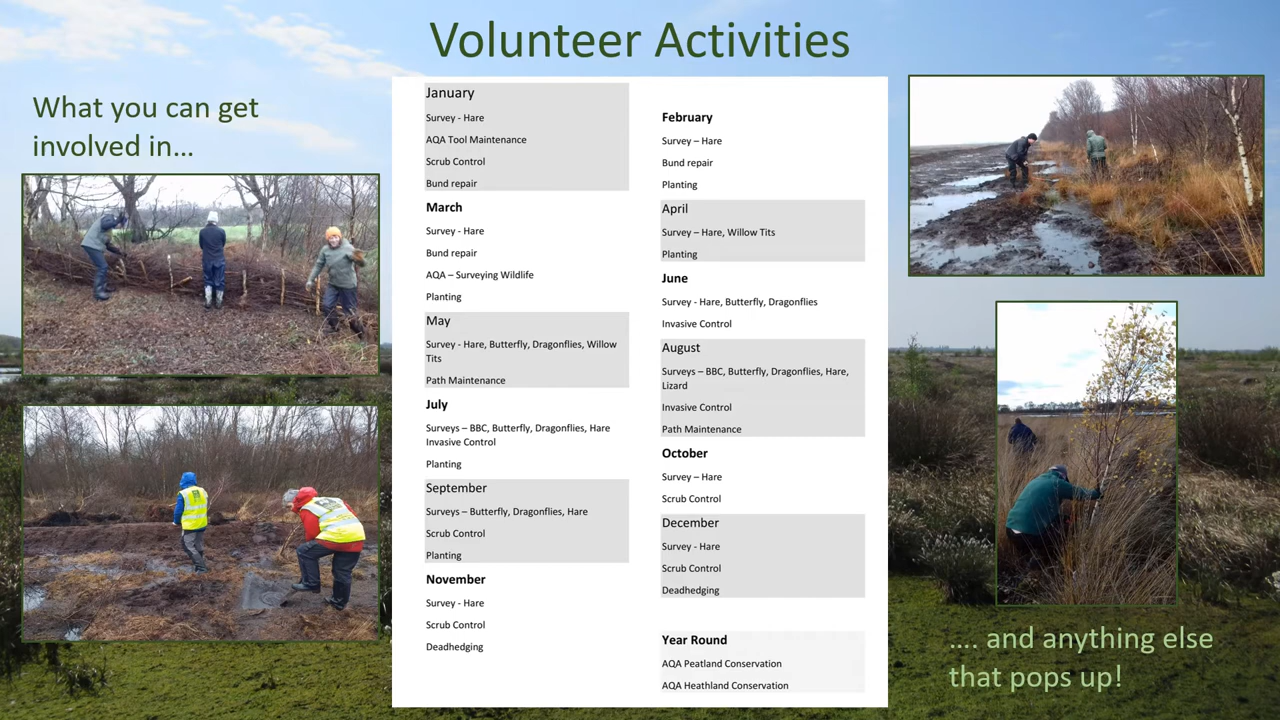 Volunteer Activities
What you can get
involved in...
January
Survey - Hare
AQA Tool Maintenance
Scrub Control
Bund repair
March
Survey - Hare
Bund repair
AQA – Surveying Wildlife
Planting
May
Survey - Hare, Butterfly, Dragonflies, Willow
Tits
Path Maintenance
July
Surveys – BBC, Butterfly, Dragonflies, Hare
Invasive Control
Planting
September
Surveys – Butterfly, Dragonflies, Hare
Scrub Control
Planting
November
Survey - Hare
Scrub Control
Deadhedging
February
Survey – Hare
Bund repair
Planting
April
Survey – Hare, Willow Tits
Planting
June
Survey - Hare, Butterfly, Dragonflies
Invasive Control
August
Surveys – BBC, Butterfly, Dragonflies, Hare,
Lizard
Invasive Control
Path Maintenance
October
Survey – Hare
Scrub Control
December
Survey - Hare
Scrub Control
Deadhedging
Year Round
AQA Peatland Conservation
AQA Heathland Conservation
.... and anything else
that pops up!